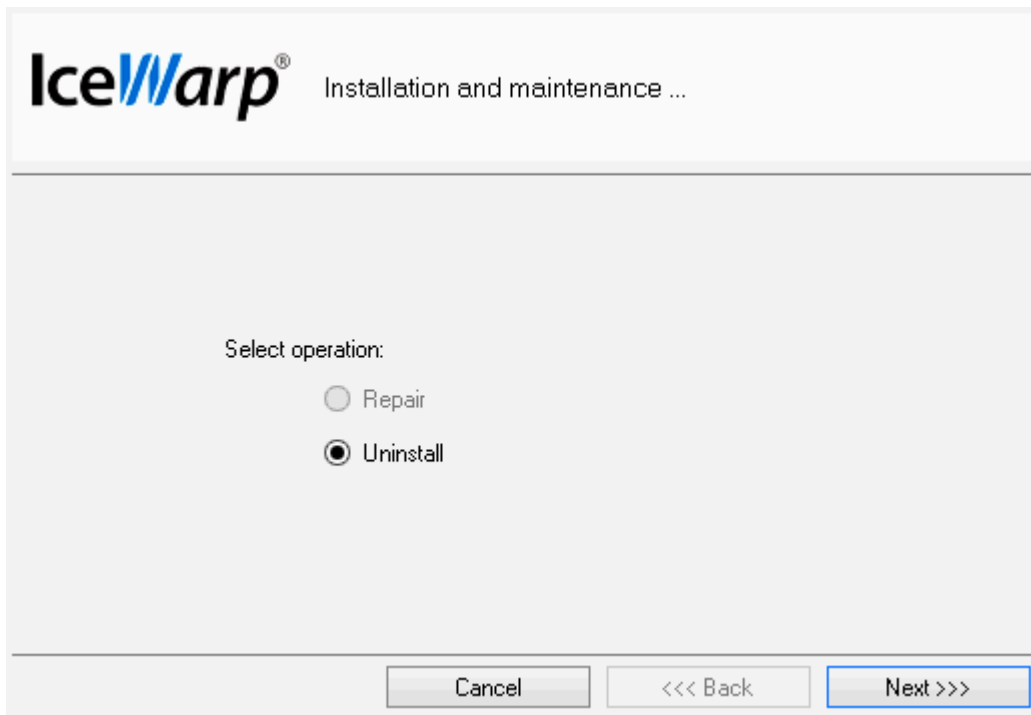 IceWarp® Installation and maintenance ...
Select operation:
Repair
Uninstall
Cancel <<< Back Next >>>